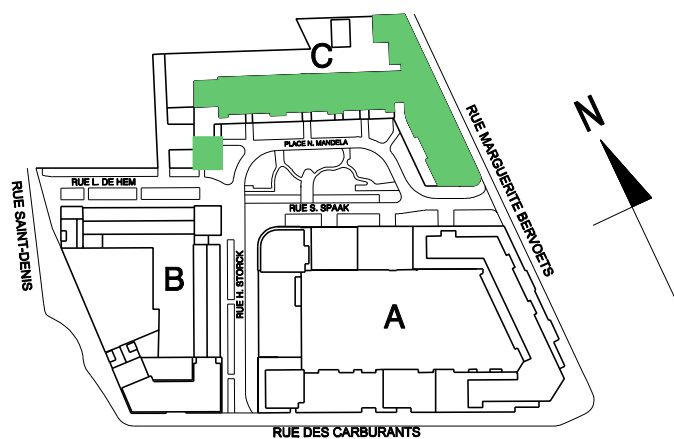 C
N
RUE MARGUERITE BERVOETS
PLACE N. MANDELA
RUE L. DE HEM
RUE SAINT-DENIS
RUE S. SPAAK
RUE H. STORCK
B
A
RUE DES CARBURANTS